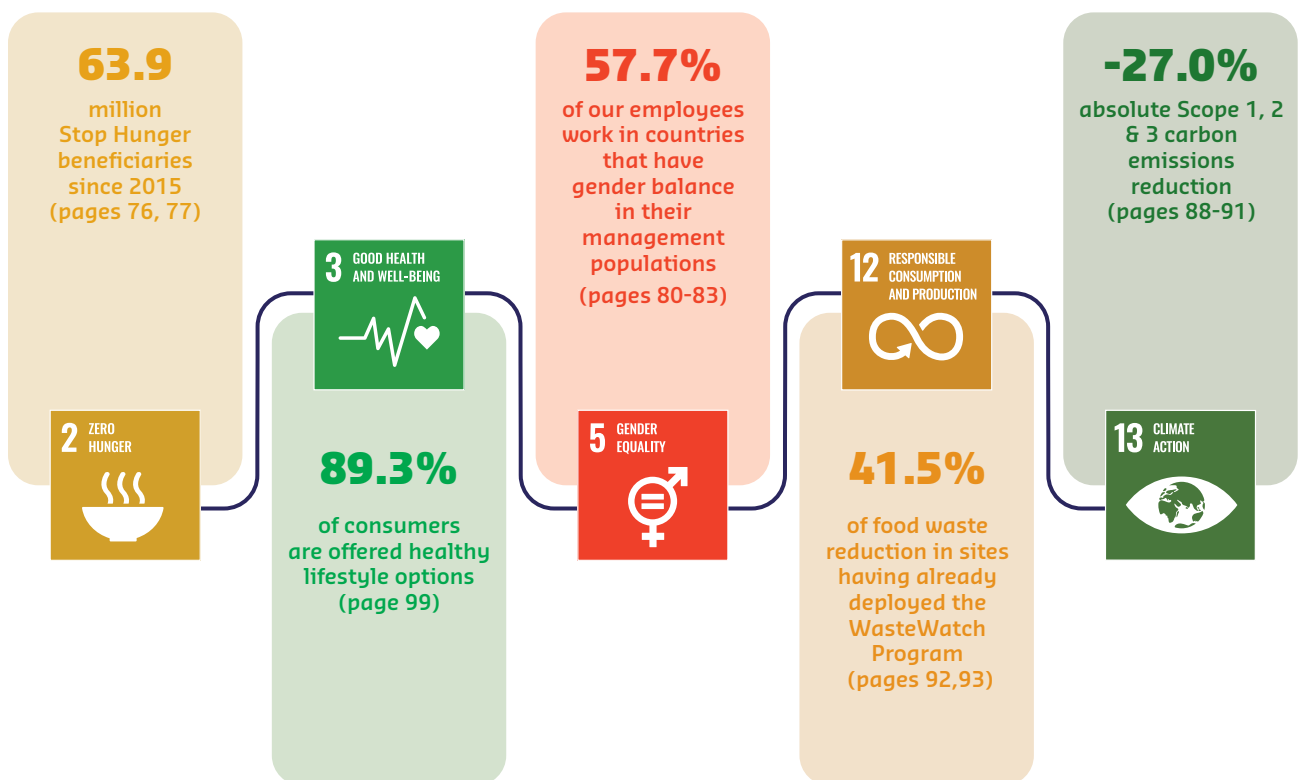 63.9
million
Stop Hunger
beneficiaries
since 2015
(pages 76, 77)
2 ZERO
HUNGER
3 GOOD HEALTH
AND WELL-BEING
89.3%
of consumers
are offered healthy
lifestyle options
(page 99)
57.7%
of our employees
work in countries
that have
gender balance
in their
management
populations
(pages 80-83)
5 GENDER
EQUALITY
12 RESPONSIBLE
CONSUMPTION
AND PRODUCTION
41.5%
of food waste
reduction in sites
having already
deployed the
WasteWatch
Program
(pages 92,93)
-27.0%
absolute Scope 1, 2
& 3 carbon
emissions
reduction
(pages 88-91)
13 CLIMATE
ACTION